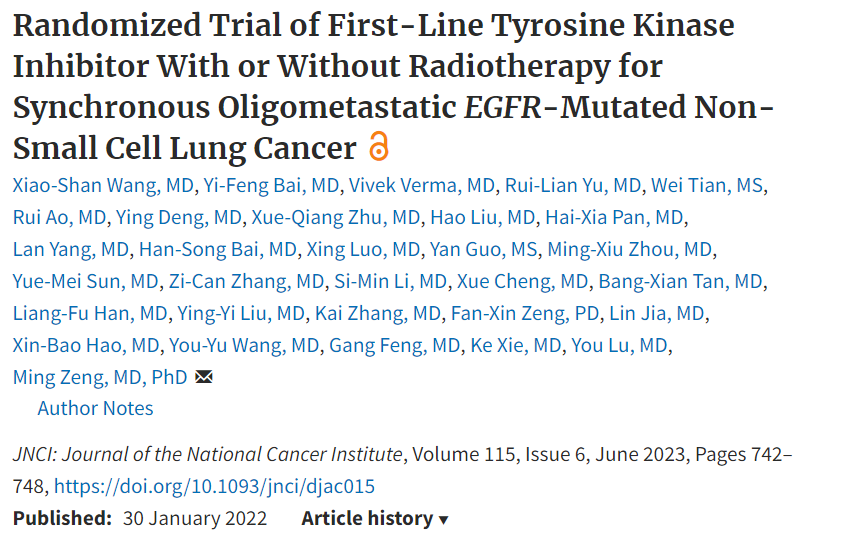 Randomized Trial of First-Line Tyrosine Kinase
Inhibitor With or Without Radiotherapy for
Synchronous Oligometastatic EGFR-Mutated Non-
Small Cell Lung Cancer
Xiao-Shan Wang, MD, Yi-Feng Bai, MD, Vivek Verma, MD, Rui-Lian Yu, MD, Wei Tian, MS,
Rui Ao, MD, Ying Deng, MD, Xue-Qiang Zhu, MD, Hao Liu, MD, Hai-Xia Pan, MD,
Lan Yang, MD, Han-Song Bai, MD, Xing Luo, MD, Yan Guo, MS, Ming-Xiu Zhou, MD,
Yue-Mei Sun, MD, Zi-Can Zhang, MD, Si-Min Li, MD, Xue Cheng, MD, Bang-Xian Tan, MD,
Liang-Fu Han, MD, Ying-Yi Liu, MD, Kai Zhang, MD, Fan-Xin Zeng, PD, Lin Jia, MD,
Xin-Bao Hao, MD, You-Yu Wang, MD, Gang Feng, MD, Ke Xie, MD, You Lu, MD,
Ming Zeng, MD, PhD
Author Notes
JNCI: Journal of the National Cancer Institute, Volume 115, Issue 6, June 2023, Pages 742–
748, https://doi.org/10.1093/jnci/djac015
Published: 30 January 2022 Article history ▾